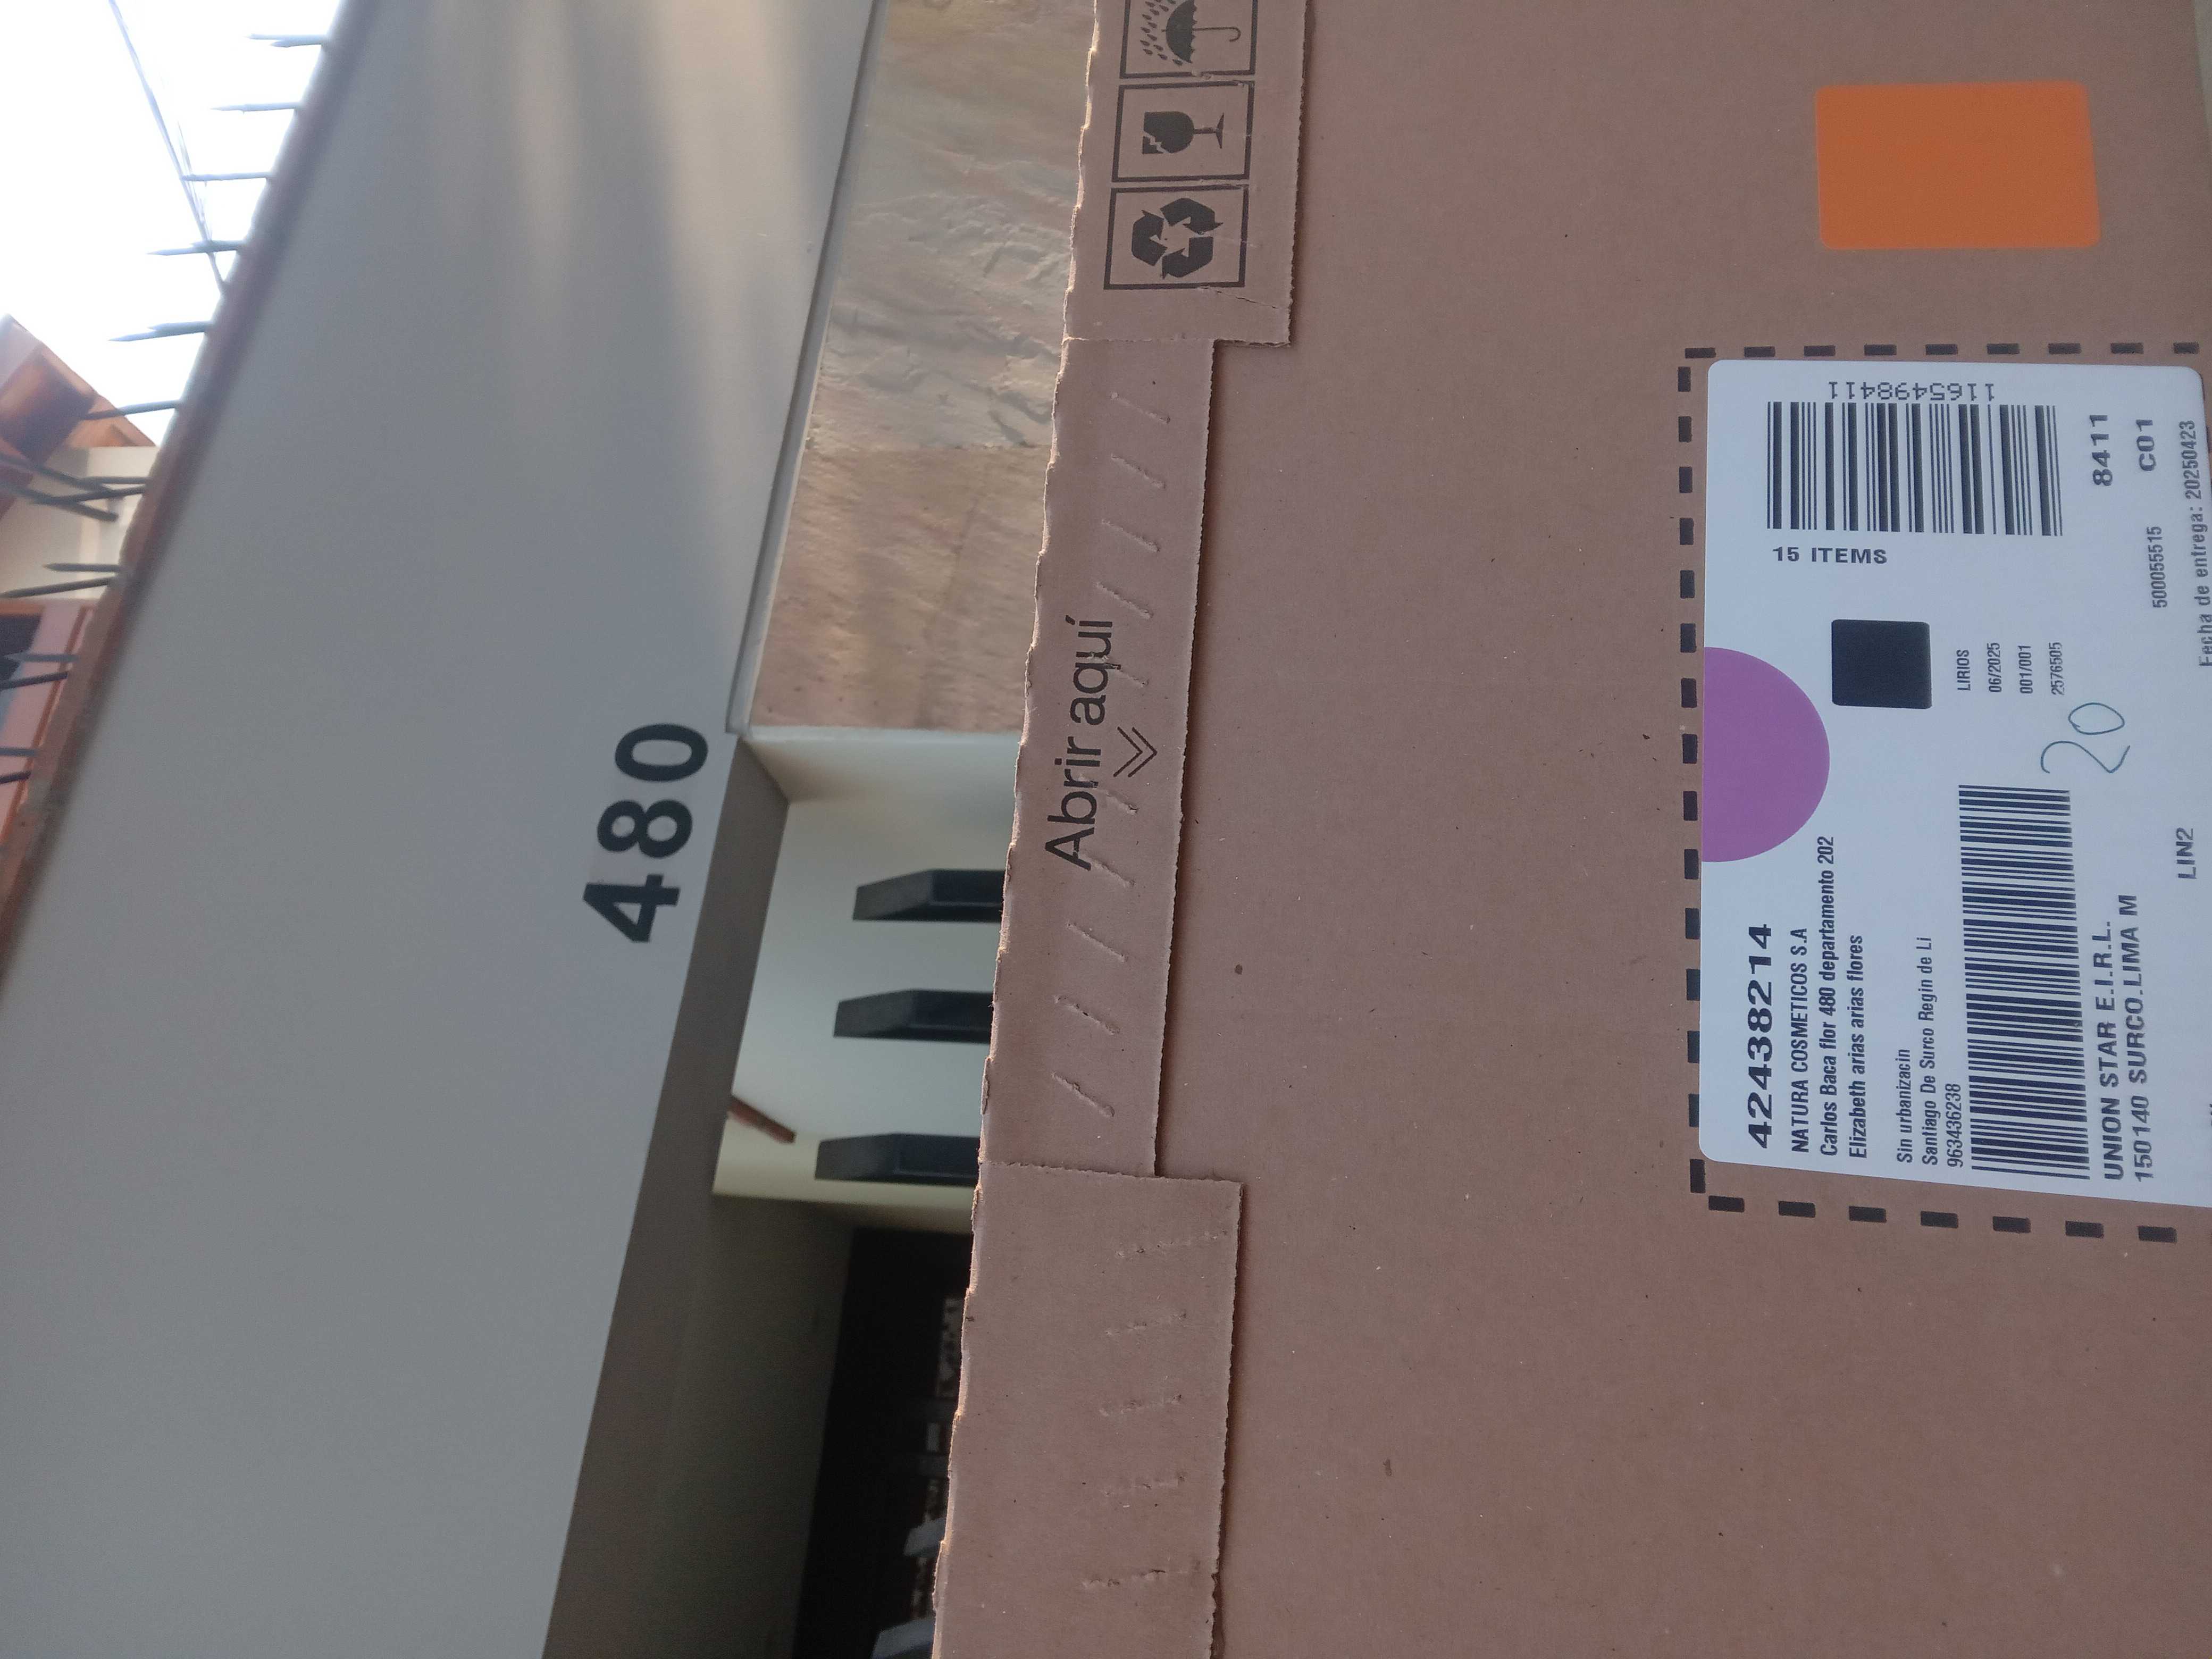 480
Abrir aquí
42438214
NATURA COSMETICOS S.A
Carlos Baca flor 480 departamento 202
Elizabeth arias arias flores
Sin urbanizacin
Santiago De Surco Regin de Li
963436238
UNION STAR E.I.R.L.
150140 SURCO.LIMA M
LIN2
20
LIRIOS
06/2025
001/001
2576505
15 ITEMS
1165498411
8411
C01
500055515
Fecha de entrega: 20250423